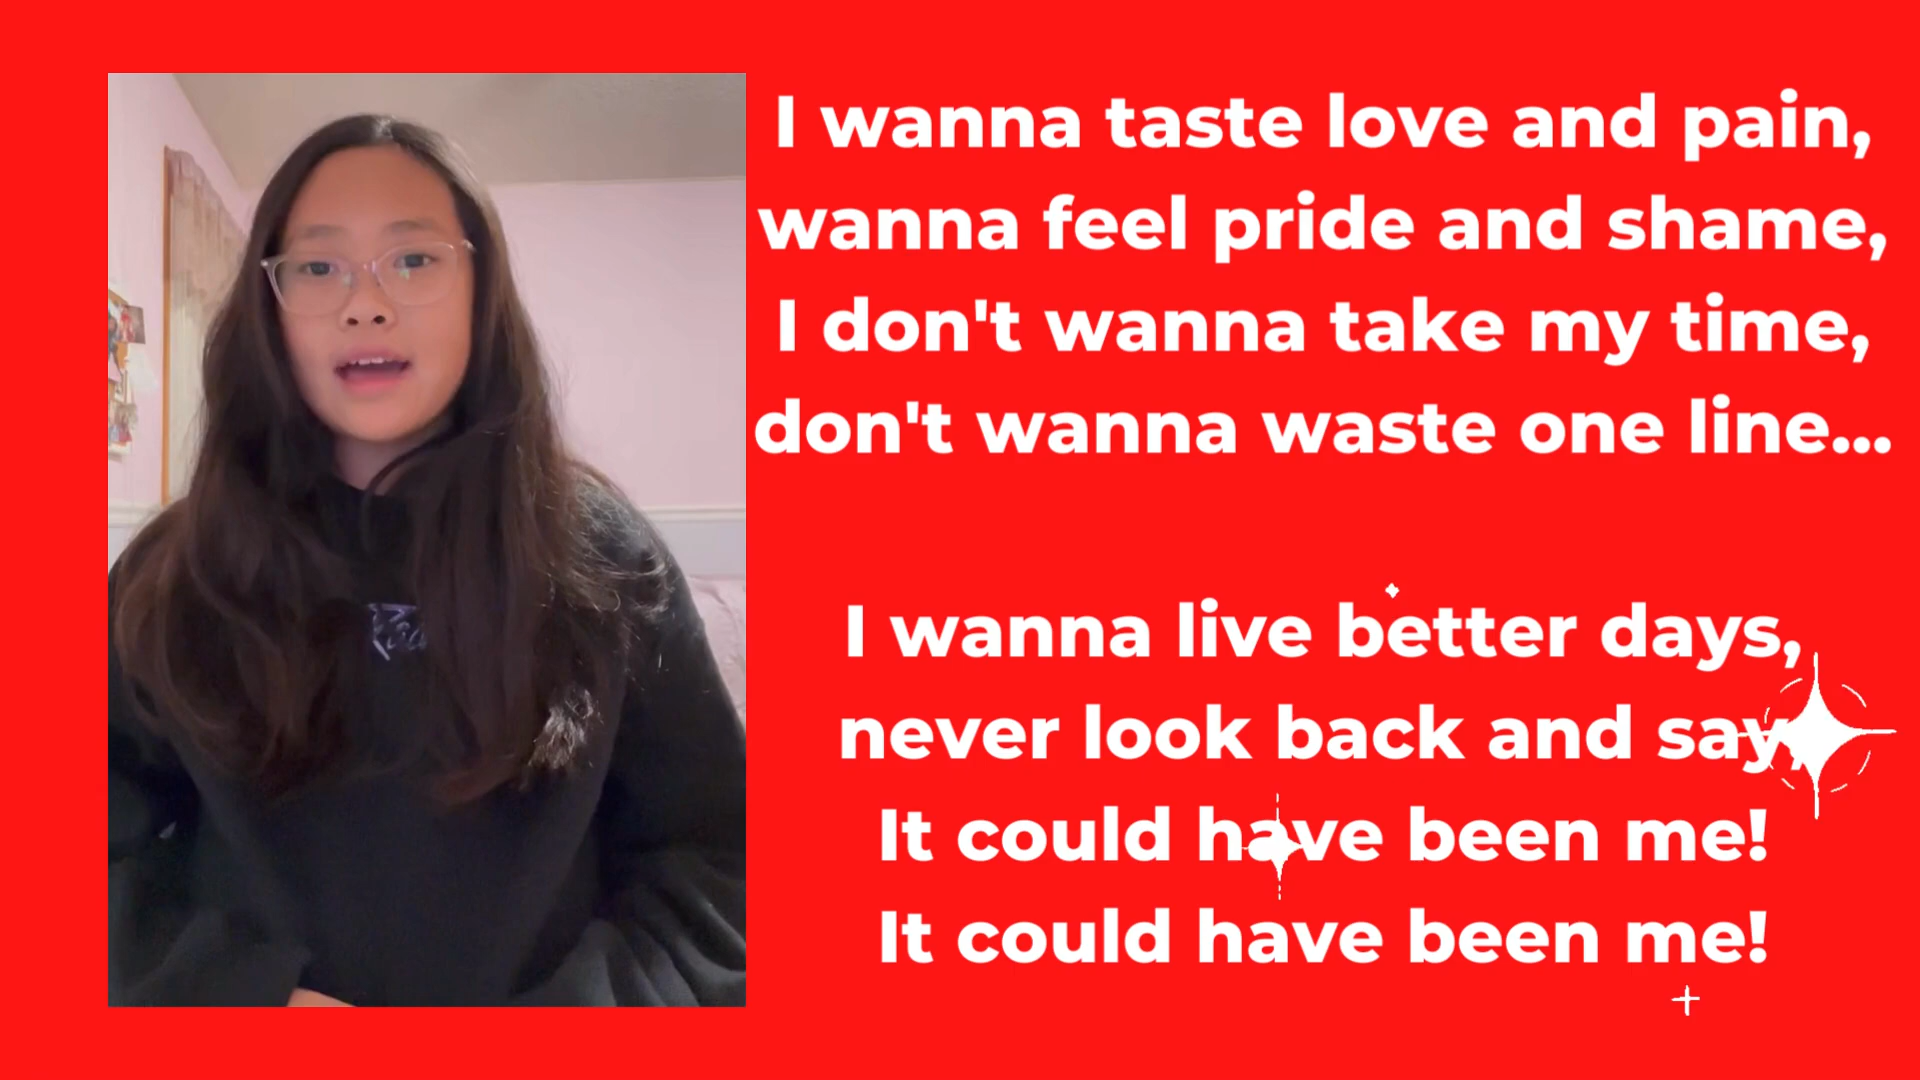 I wanna taste love and pain,
wanna feel pride and shame,
I don't wanna take my time,
don't wanna waste one line...
I wanna live better days,
never look back and say,
It could have been me!
It could have been me!